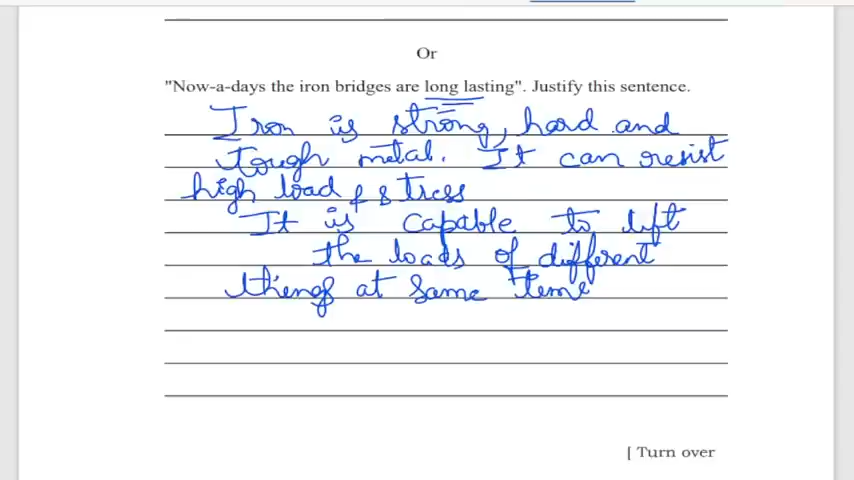 Or
"Now-a-days the iron bridges are long lasting". Justify this sentence.
Iron is strong, hard and
tough metal. It can resist
high load & stress
It is capable to lift
the loads of different
things at same time
[ Turn over